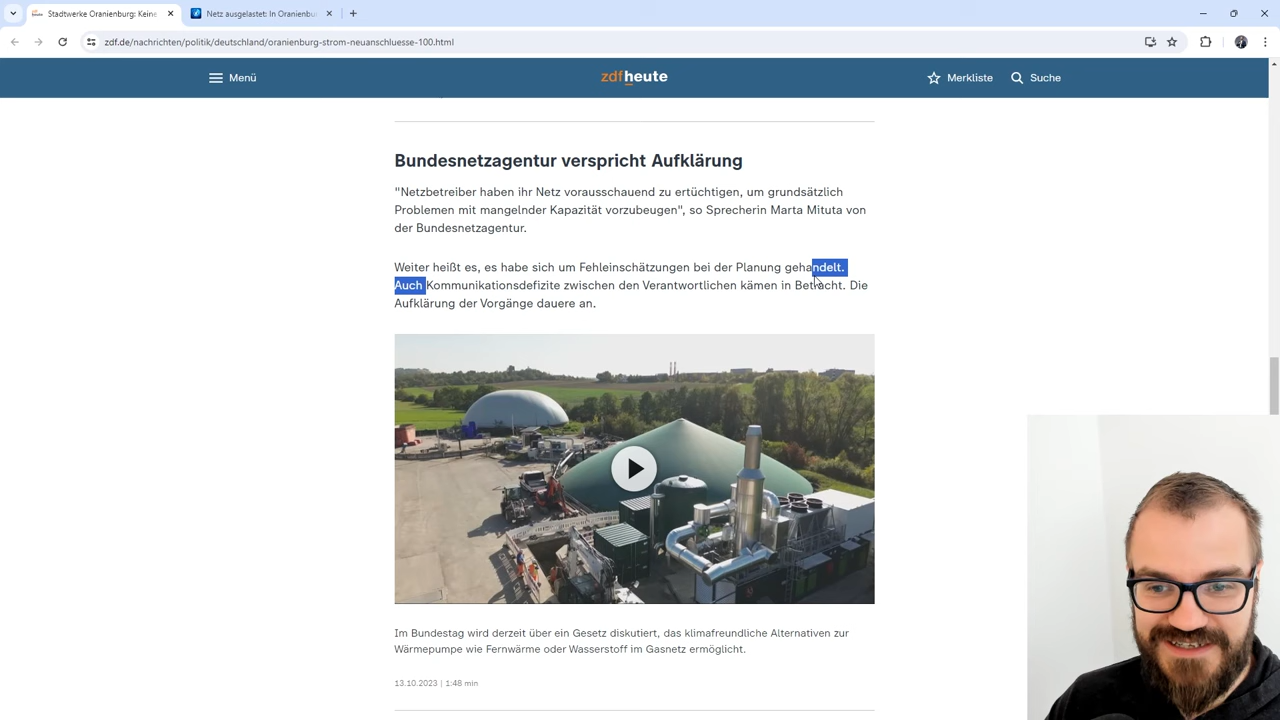 Stadtwerke Oranienburg: Keine
Netz ausgelastet: In Oranienbu
zdf.de/nachrichten/politik/deutschland/oranienburg-strom-neuanschluesse-100.html
Menü
zdfheute
Merkliste
Suche
Bundesnetzagentur verspricht Aufklärung
"Netzbetreiber haben ihr Netz vorausschauend zu ertüchtigen, um grundsätzlich
Problemen mit mangelnder Kapazität vorzubeugen", so Sprecherin Marta Mituta von
der Bundesnetzagentur.
Weiter heißt es, es habe sich um Fehleinschätzungen bei der Planung gehandelt.
Auch Kommunikationsdefizite zwischen den Verantwortlichen kämen in Betracht. Die
Aufklärung der Vorgänge dauere an.
Im Bundestag wird derzeit über ein Gesetz diskutiert, das klimafreundliche Alternativen zur
Wärmepumpe wie Fernwärme oder Wasserstoff im Gasnetz ermöglicht.
13.10.2023 | 1:48 min